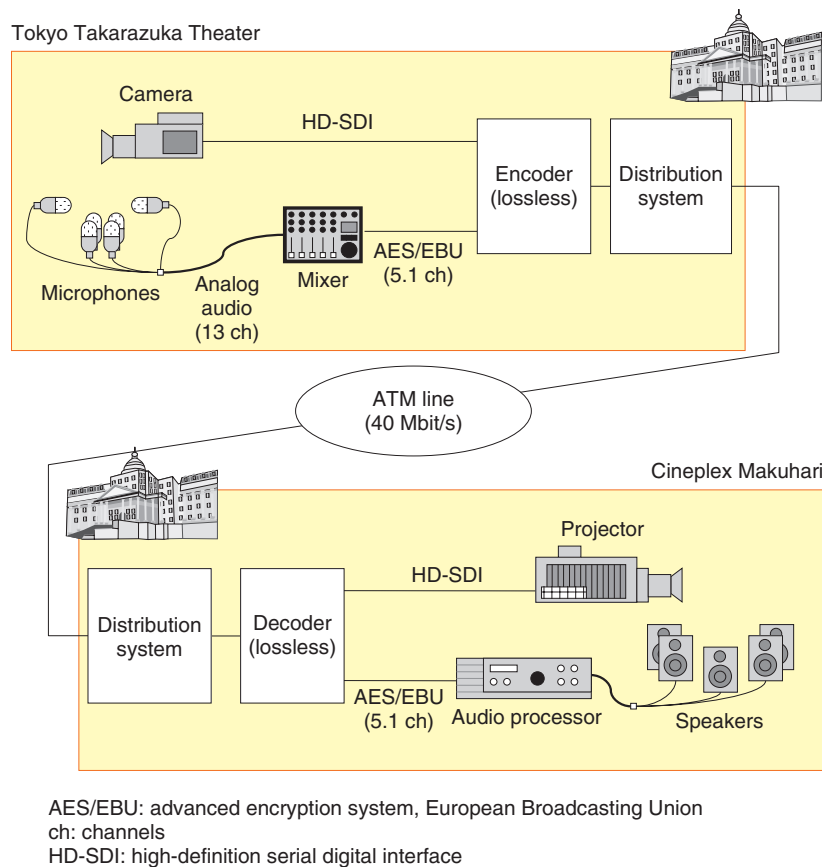 Tokyo Takarazuka Theater
Camera
HD-SDI
Encoder
(lossless)
Distribution
system
Microphones
Analog
audio
(13 ch)
Mixer
AES/EBU
(5.1 ch)
ATM line
(40 Mbit/s)
Cineplex Makuhari
Projector
HD-SDI
Distribution
system
Decoder
(lossless)
AES/EBU
(5.1 ch)
Audio processor
Speakers
AES/EBU: advanced encryption system, European Broadcasting Union
ch: channels
HD-SDI: high-definition serial digital interface